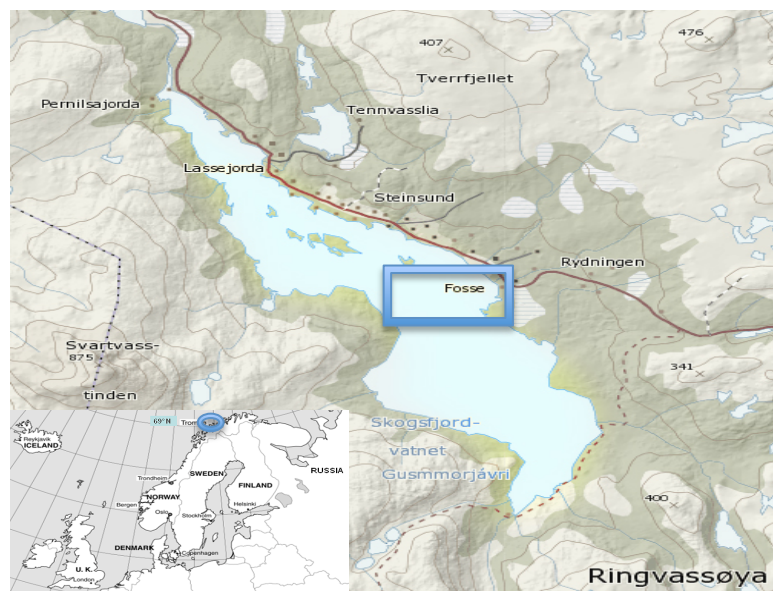 476
407
Tverrfjellet
Pernilsajorda
Tennvasslia
Lassejorda
Steinsund
Rydningen
Fosse
Svartvass-
875
tinden
341
Skogsfjord-
vatnet
Gusmmorjávri
400
Ringvassøya
69° N
Reykjavik
ICELAND
RUSSIA
SWEDEN
Trondheim
FINLAND
NORWAY
Bergen
Helsinki
Oslo
Stockholm
DENMARK
Copenhagen
U. K.
London